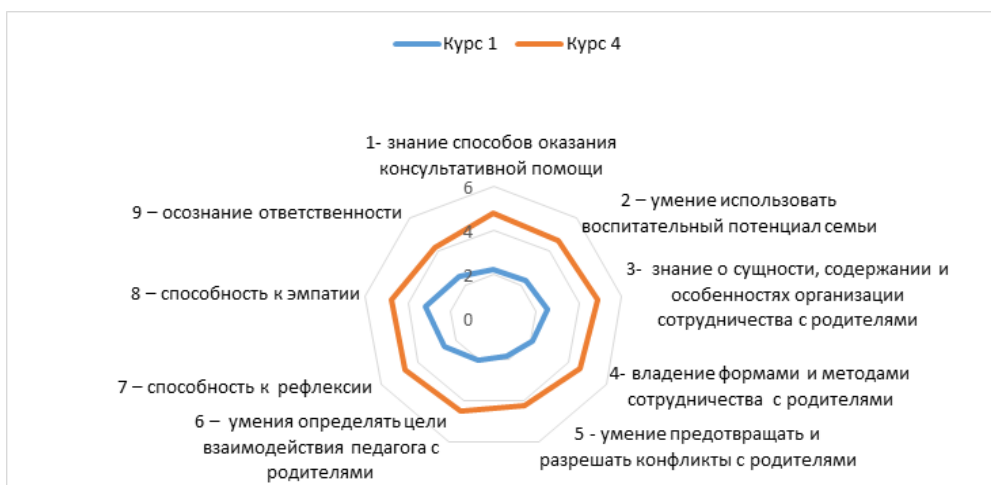 Курс 1
Курс 4
1- знание способов оказания
консультативной помощи
2 – умение использовать
воспитательный потенциал семьи
3- знание о сущности, содержании и
особенностях организации
сотрудничества с родителями
4- владение формами и методами
сотрудничества с родителями
5 - умение предотвращать и
разрешать конфликты с родителями
6 – умения определять цели
взаимодействия педагога с
родителями
7 – способность к рефлексии
8 – способность к эмпатии
9 – осознание ответственности
6
4
2
0